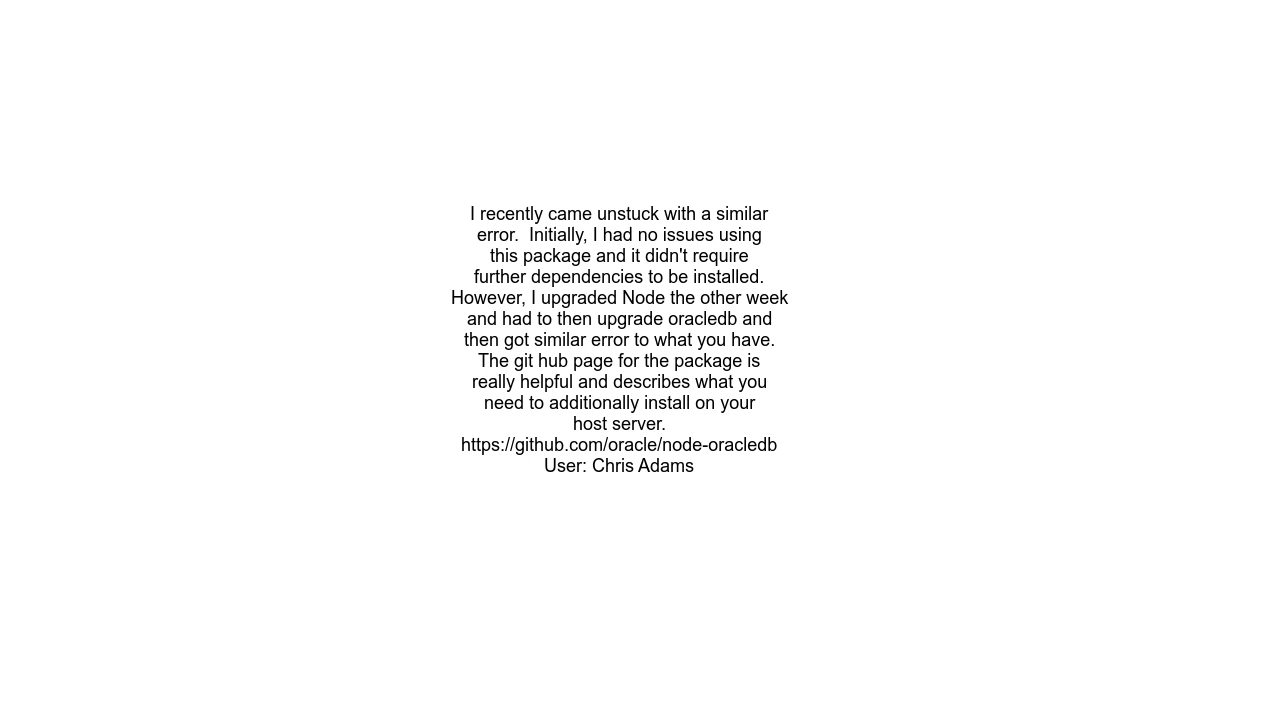 I recently came unstuck with a similar
error.  Initially, I had no issues using
this package and it didn't require
further dependencies to be installed.
However, I upgraded Node the other week
and had to then upgrade oracledb and
then got similar error to what you have.
The git hub page for the package is
really helpful and describes what you
need to additionally install on your
host server.
https://github.com/oracle/node-oracledb
User: Chris Adams